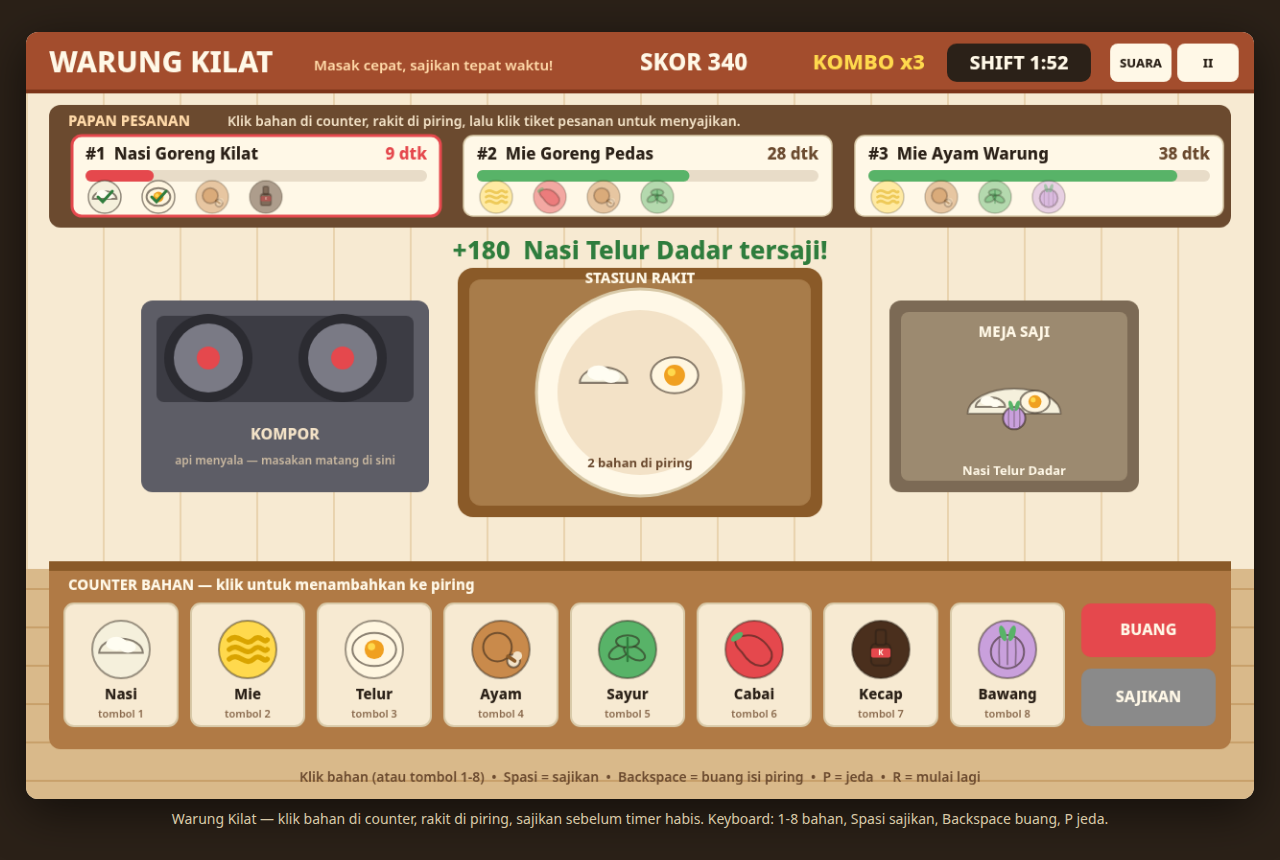 WARUNG KILAT
Masak cepat, sajikan tepat waktu!
SKOR 340
KOMBO x3
SHIFT 1:52
SUARA
II
PAPAN PESANAN
Klik bahan di counter, rakit di piring, lalu klik tiket pesanan untuk menyajikan.
#1 Nasi Goreng Kilat
9 dtk
#2 Mie Goreng Pedas
28 dtk
#3 Mie Ayam Warung
38 dtk
+180 Nasi Telur Dadar tersaji!
STASIUN RAKIT
2 bahan di piring
KOMPOR
api menyala — masakan matang di sini
MEJA SAJI
Nasi Telur Dadar
COUNTER BAHAN — klik untuk menambahkan ke piring
Nasi
tombol 1
Mie
tombol 2
Telur
tombol 3
Ayam
tombol 4
Sayur
tombol 5
Cabai
tombol 6
K
Kecap
tombol 7
Bawang
tombol 8
BUANG
SAJIKAN
Klik bahan (atau tombol 1-8) • Spasi = sajikan • Backspace = buang isi piring • P = jeda • R = mulai lagi
Warung Kilat — klik bahan di counter, rakit di piring, sajikan sebelum timer habis. Keyboard: 1-8 bahan, Spasi sajikan, Backspace buang, P jeda.